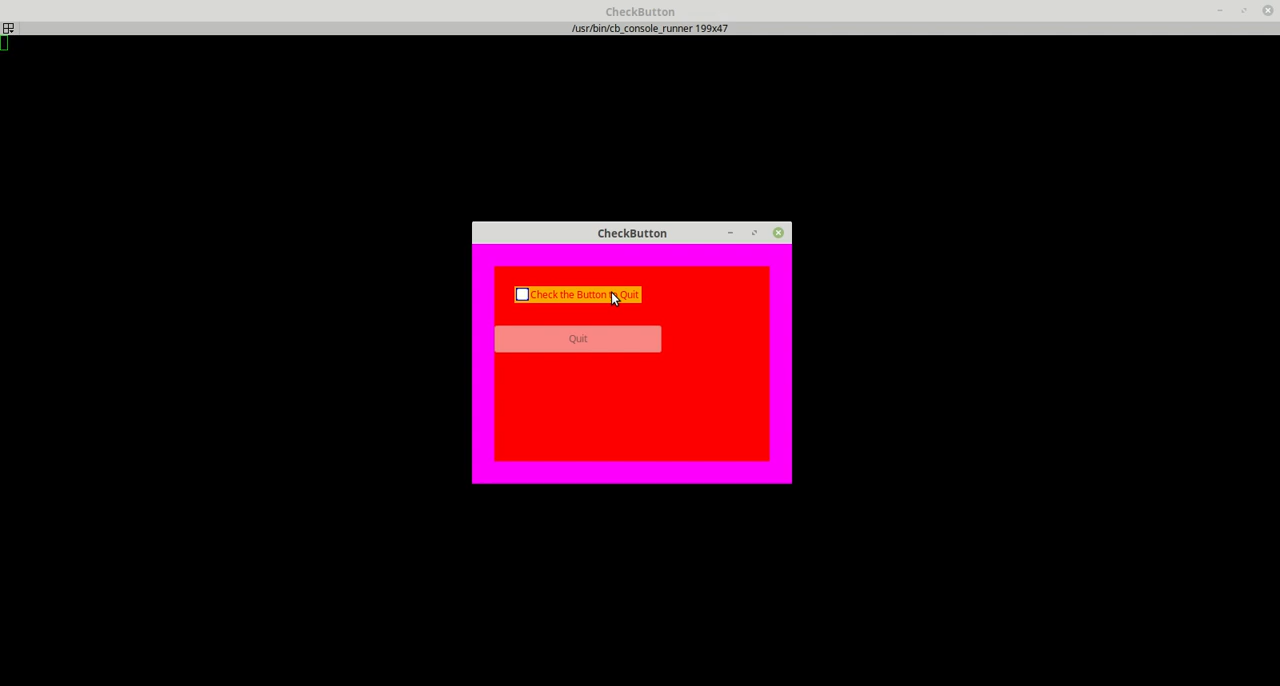 CheckButton
/usr/bin/cb_console_runner 199x47
CheckButton
Check the Button to Quit
Quit